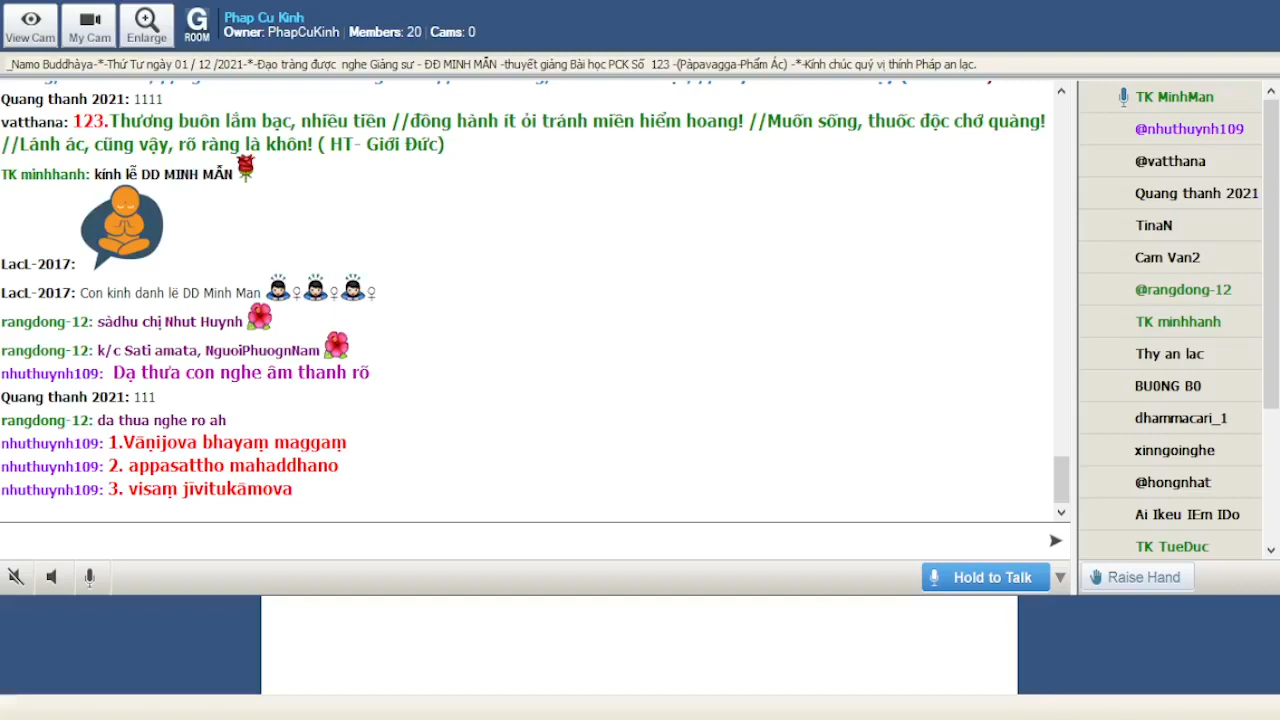 View Cam
My Cam
Enlarge
G
ROOM
Phap Cu Kinh
Owner: PhapCuKinh | Members: 20 | Cams: 0
_Namo Buddhàya-*-Thứ Tư ngày 01 / 12 /2021-*-Đạo tràng được nghe Giảng sư - ĐĐ MINH MẪN -thuyết giảng Bài học PCK Số 123 -(Pàpavagga-Phẩm Ác) -*-Kính chúc quý vị thính Pháp an lạc.
Quang thanh 2021: 1111
vatthana: 123.Thương buôn lắm bạc, nhiều tiền //đồng hành ít ỏi tránh miền hiểm hoang! //Muốn sống, thuốc độc chớ quàng!
//Lánh ác, cũng vậy, rõ ràng là khôn! ( HT- Giới Đức)
TK minhhanh: kính lễ DD MINH MẪN
LacL-2017:
LacL-2017: Con kinh danh lê DD Minh Man
rangdong-12: sàdhu chị Nhut Huynh
rangdong-12: k/c Sati amata, NguoiPhuognNam
nhuthuynh109: Dạ thưa con nghe âm thanh rõ
Quang thanh 2021: 111
rangdong-12: da thua nghe ro ah
nhuthuynh109: 1.Vāṇijova bhayaṃ maggaṃ
nhuthuynh109: 2. appasattho mahaddhano
nhuthuynh109: 3. visaṃ jīvitukāmova
TK MinhMan
@nhuthuynh109
@vatthana
Quang thanh 2021
TinaN
Cam Van2
@rangdong-12
TK minhhanh
Thy an lac
BU0NG B0
dhammacari_1
xinngoinghe
@hongnhat
Ai Ikeu IEm IDo
TK TueDuc
Hold to Talk
Raise Hand